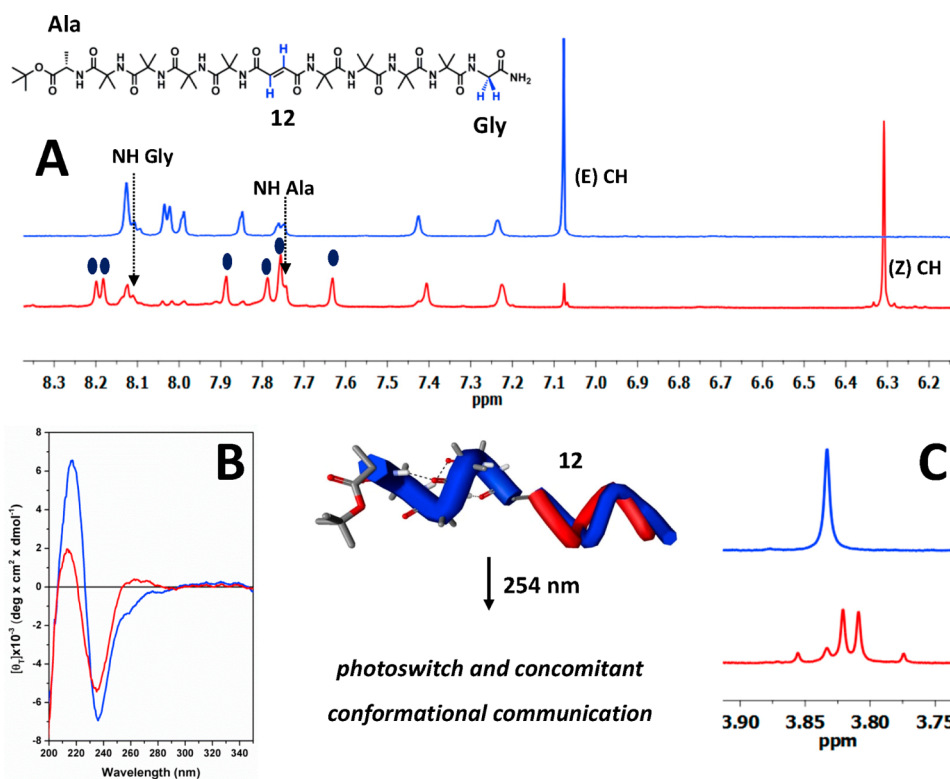 Ala
O
O
N
H
O
H
N
O
N
H
O
H
N
O
H
H
O
N
H
O
H
N
O
N
H
O
H
N
O
N
H
O
NH₂
H H
12
Gly
A
NH Gly
NH Ala
(E) CH
(Z) CH
8.3 8.2 8.1 8.0 7.9 7.8 7.7 7.6 7.5 7.4 7.3 7.2 7.1 7.0 6.9 6.8 6.7 6.6 6.5 6.4 6.3 6.2
ppm
B
[θT]x10⁻³ (deg x cm² x dmol⁻¹)
8
6
4
2
0
-2
-4
-6
-8
200 220 240 260 280 300 320 340
Wavelength (nm)
12
254 nm
photoswitch and concomitant
conformational communication
C
3.90 3.85 3.80 3.75
ppm